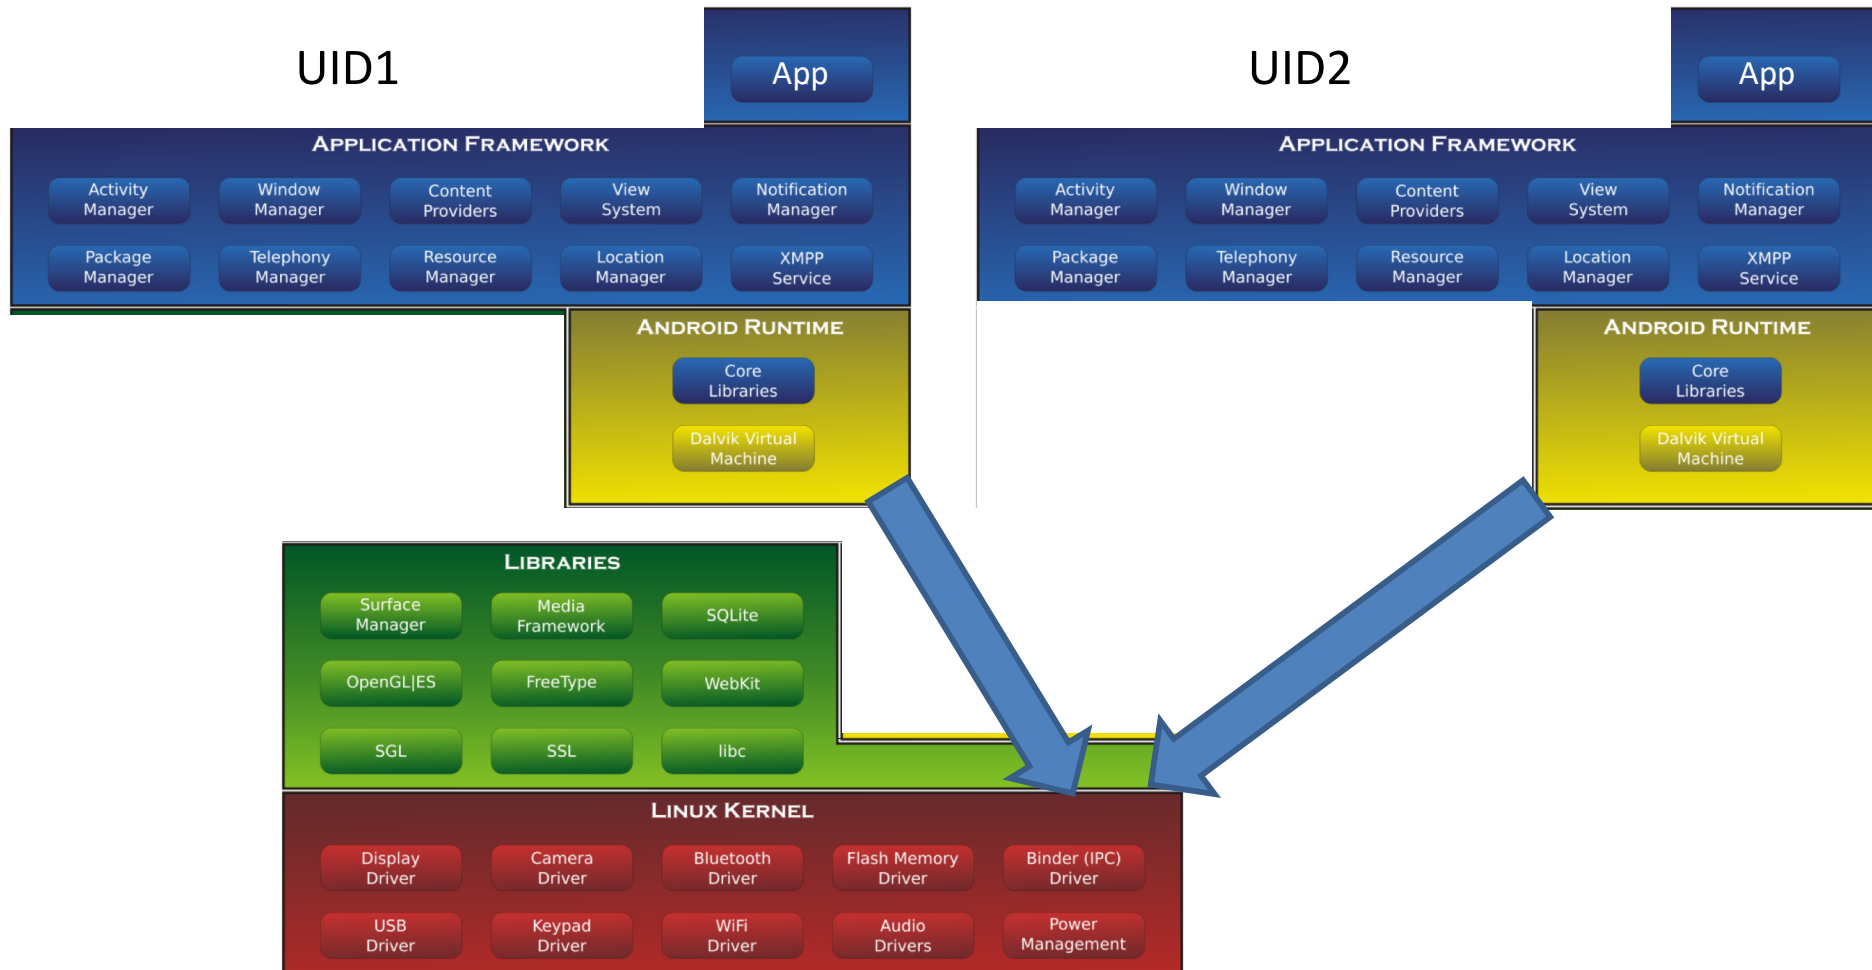 UID1
App
APPLICATION FRAMEWORK
Activity
Manager
Window
Manager
Content
Providers
View
System
Notification
Manager
Package
Manager
Telephony
Manager
Resource
Manager
Location
Manager
XMPP
Service
ANDROID RUNTIME
Core
Libraries
Dalvik Virtual
Machine
UID2
App
APPLICATION FRAMEWORK
Activity
Manager
Window
Manager
Content
Providers
View
System
Notification
Manager
Package
Manager
Telephony
Manager
Resource
Manager
Location
Manager
XMPP
Service
ANDROID RUNTIME
Core
Libraries
Dalvik Virtual
Machine
LIBRARIES
Surface
Manager
Media
Framework
SQLite
OpenGL|ES
FreeType
WebKit
SGL
SSL
libc
LINUX KERNEL
Display
Driver
Camera
Driver
Bluetooth
Driver
Flash Memory
Driver
Binder (IPC)
Driver
USB
Driver
Keypad
Driver
WiFi
Driver
Audio
Drivers
Power
Management